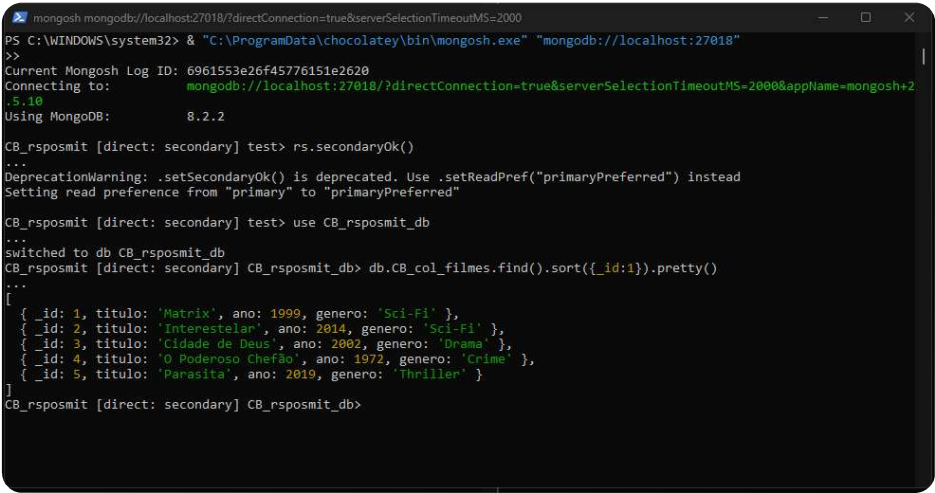 mongosh mongodb://localhost:27018/?directConnection=true&serverSelectionTimeoutMS=2000
PS C:\WINDOWS\system32> & "C:\ProgramData\chocolatey\bin\mongosh.exe" "mongodb://localhost:27018"
>>
Current Mongosh Log ID: 6961553e26f45776151e2620
Connecting to:          mongodb://localhost:27018/?directConnection=true&serverSelectionTimeoutMS=2000&appName=mongosh+2
.5.10
Using MongoDB:          8.2.2
CB_rsposmit [direct: secondary] test> rs.secondaryOk()
...
DeprecationWarning: .setSecondaryOk() is deprecated. Use .setReadPref("primaryPreferred") instead
Setting read preference from "primary" to "primaryPreferred"
CB_rsposmit [direct: secondary] test> use CB_rsposmit_db
...
switched to db CB_rsposmit_db
CB_rsposmit [direct: secondary] CB_rsposmit_db> db.CB_col_filmes.find().sort({_id:1}).pretty()
...
[
  { _id: 1, titulo: 'Matrix', ano: 1999, genero: 'Sci-Fi' },
  { _id: 2, titulo: 'Interestelar', ano: 2014, genero: 'Sci-Fi' },
  { _id: 3, titulo: 'Cidade de Deus', ano: 2002, genero: 'Drama' },
  { _id: 4, titulo: 'O Poderoso Chefão', ano: 1972, genero: 'Crime' },
  { _id: 5, titulo: 'Parasita', ano: 2019, genero: 'Thriller' }
]
CB_rsposmit [direct: secondary] CB_rsposmit_db>